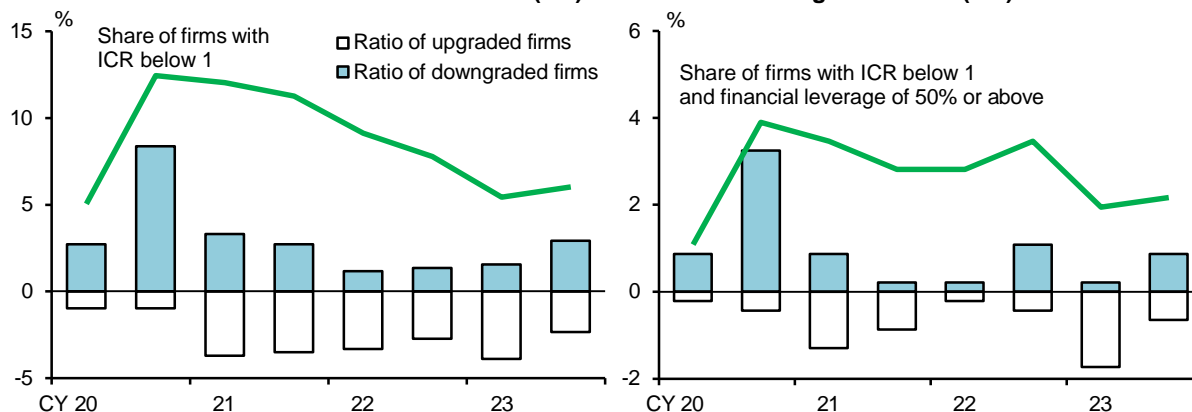 %
Share of firms with
ICR below 1
Ratio of upgraded firms
Ratio of downgraded firms
15
10
5
0
-5
CY 20
21
22
23
%
Share of firms with ICR below 1
and financial leverage of 50% or above
6
4
2
0
-2
CY 20
21
22
23